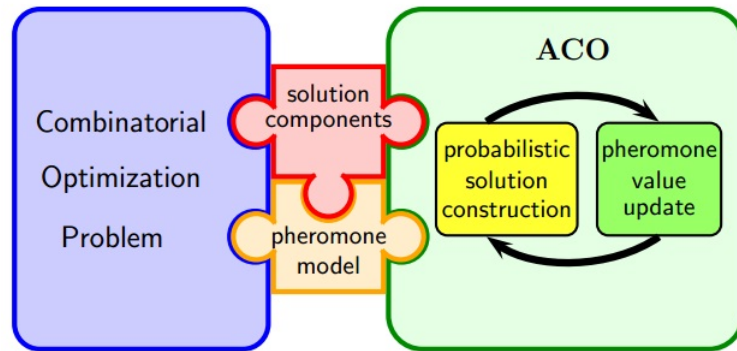 Combinatorial
Optimization
Problem
solution
components
pheromone
model
ACO
probabilistic
solution
construction
pheromone
value
update